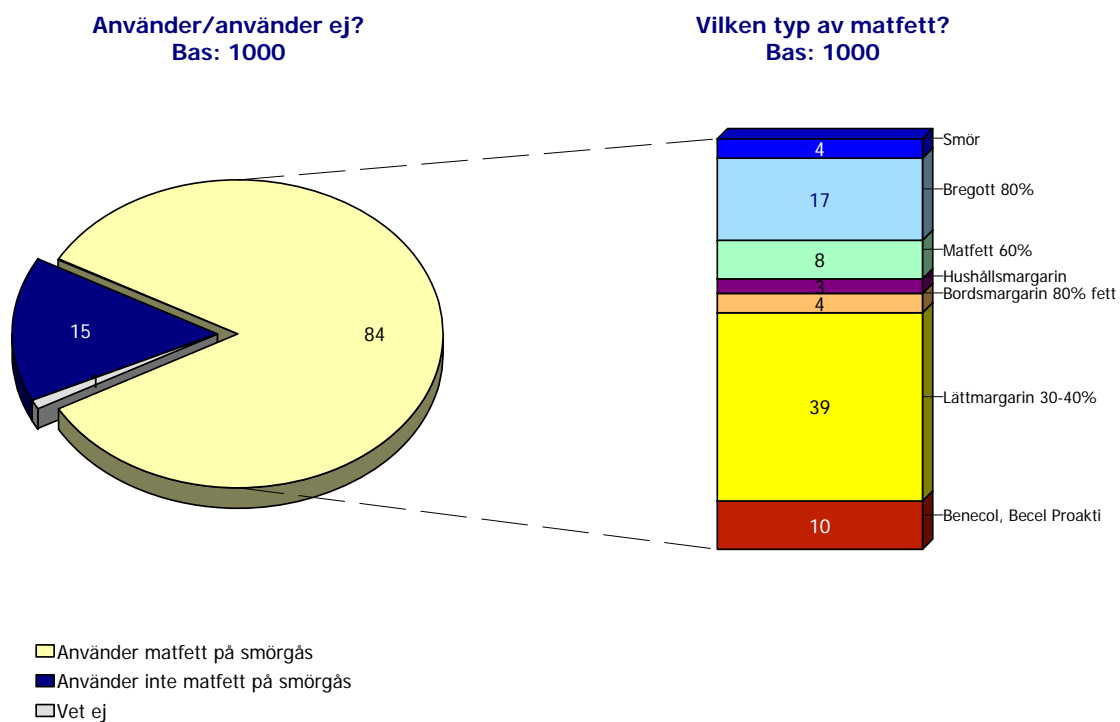 Använder/använder ej?
Bas: 1000
Vilken typ av matfett?
Bas: 1000
15
84
4
17
8
3
4
39
10
Smör
Bregott 80%
Matfett 60%
Hushållsmargarin
Bordsmargarin 80% fett
Lättmargarin 30-40%
Benecol, Becel Proakti
Använder matfett på smörgås
Använder inte matfett på smörgås
Vet ej